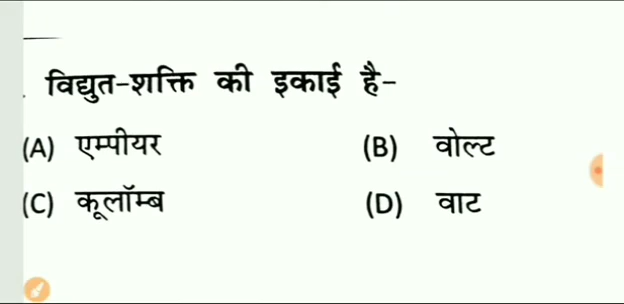 विद्युत-शक्ति की इकाई है-
(A) एम्पीयर (B) वोल्ट
(C) कूलॉम्ब (D) वाट